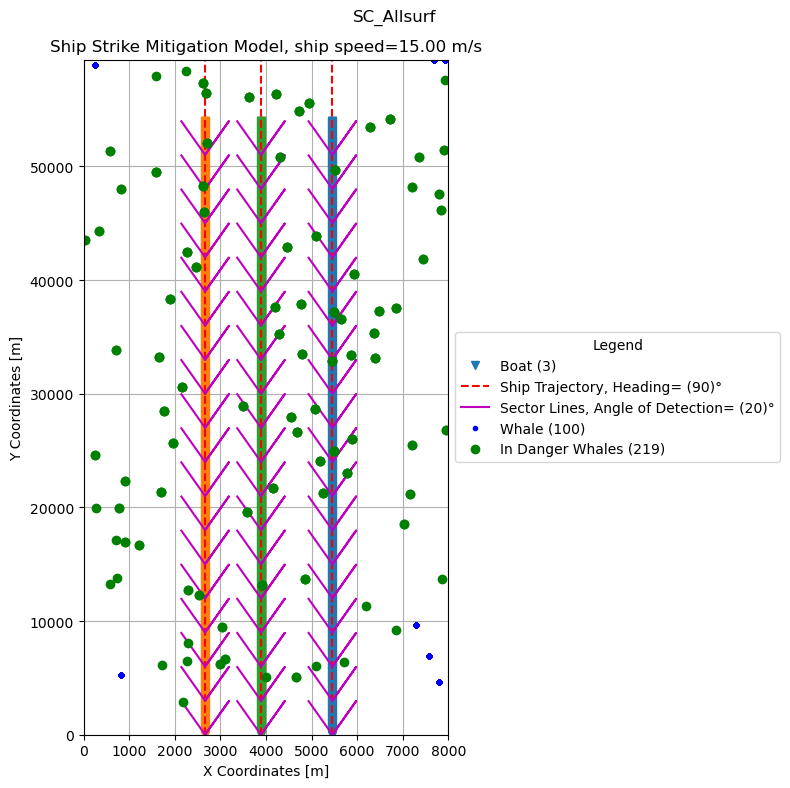 SC_Allsurf
Ship Strike Mitigation Model, ship speed=15.00 m/s
50000
40000
30000
20000
10000
0
0 1000 2000 3000 4000 5000 6000 7000 8000
X Coordinates [m]
Y Coordinates [m]
Legend
Boat (3)
Ship Trajectory, Heading= (90)°
Sector Lines, Angle of Detection= (20)°
Whale (100)
In Danger Whales (219)